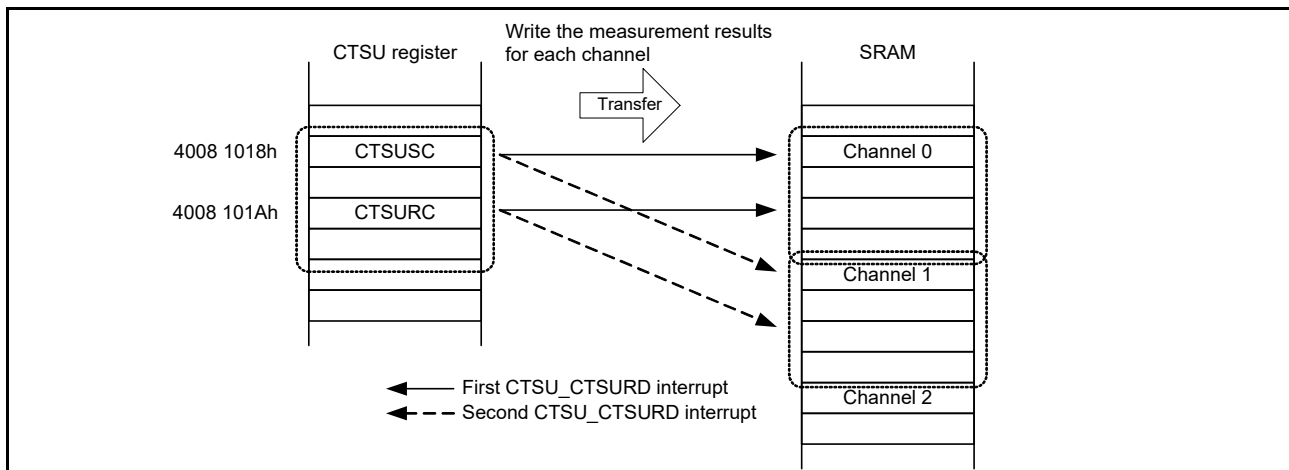 Write the measurement results
for each channel
CTSU register
SRAM
Transfer
4008 1018h
CTSUSC
Channel 0
4008 101Ah
CTSURC
Channel 1
First CTSU_CTSURD interrupt
Second CTSU_CTSURD interrupt
Channel 2